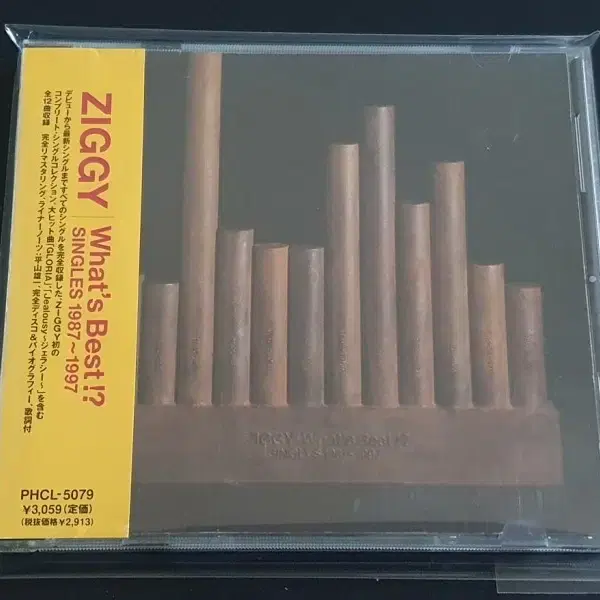 ZIGGY
What's Best!?
SINGLES 1987〜1997
デビューから最新シングルまですべてのシングルを完全収録した、ZIGGY初の
コンプリート・シングルコレクション。大ヒット曲「GLORIA」、「Jealousy〜ジェラシー〜」を含む
全12曲収録 完全リマスタリング、ライナーノーツ:平山雄一、完全ディスコ&バイオグラフィー、歌詞付
PHCL-5079
¥3,059(定価)
(税抜価格¥2,913)
ZIGGY What's Best!?
SINGLES 1987